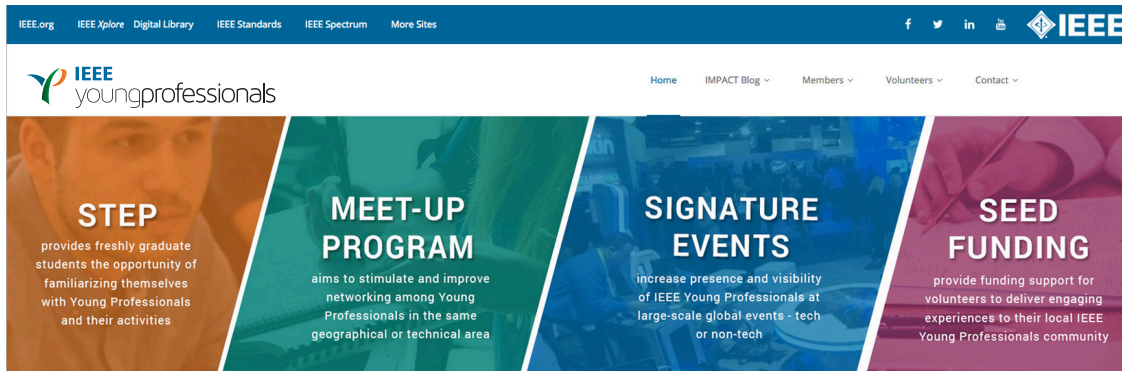 IEEE.org IEEE Xplore Digital Library IEEE Standards IEEE Spectrum More Sites
IEEE
IEEE
youngprofessionals
Home IMPACT Blog Members Volunteers Contact
STEP
provides freshly graduate
students the opportunity of
familiarizing themselves
with Young Professionals
and their activities
MEET-UP
PROGRAM
aims to stimulate and improve
networking among Young
Professionals in the same
geographical or technical area
SIGNATURE
EVENTS
increase presence and visibility
of IEEE Young Professionals at
large-scale global events - tech
or non-tech
SEED
FUNDING
provide funding support for
volunteers to deliver engaging
experiences to their local IEEE
Young Professionals community